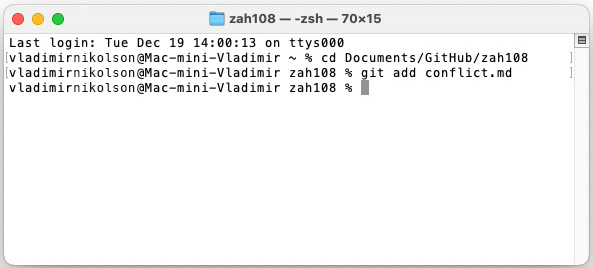 zah108 — -zsh — 70×15
Last login: Tue Dec 19 14:00:13 on ttys000
[vladimirnikolson@Mac-mini-Vladimir ~ % cd Documents/GitHub/zah108 ]
[vladimirnikolson@Mac-mini-Vladimir zah108 % git add conflict.md ]
vladimirnikolson@Mac-mini-Vladimir zah108 %